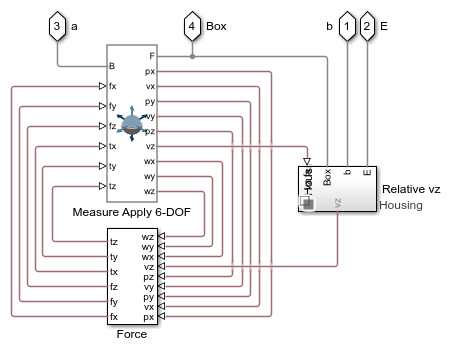 3 a
4 Box
b 1
2 E
B
F
fx
fy
fz
tx
ty
tz
px
vx
py
vy
pz
vz
wx
wy
wz
Measure Apply 6-DOF
Box
b
E
vz
Relative vz
Housing
tz
ty
tx
fz
fy
fx
wz
wy
wx
vz
pz
vy
py
vx
px
Force